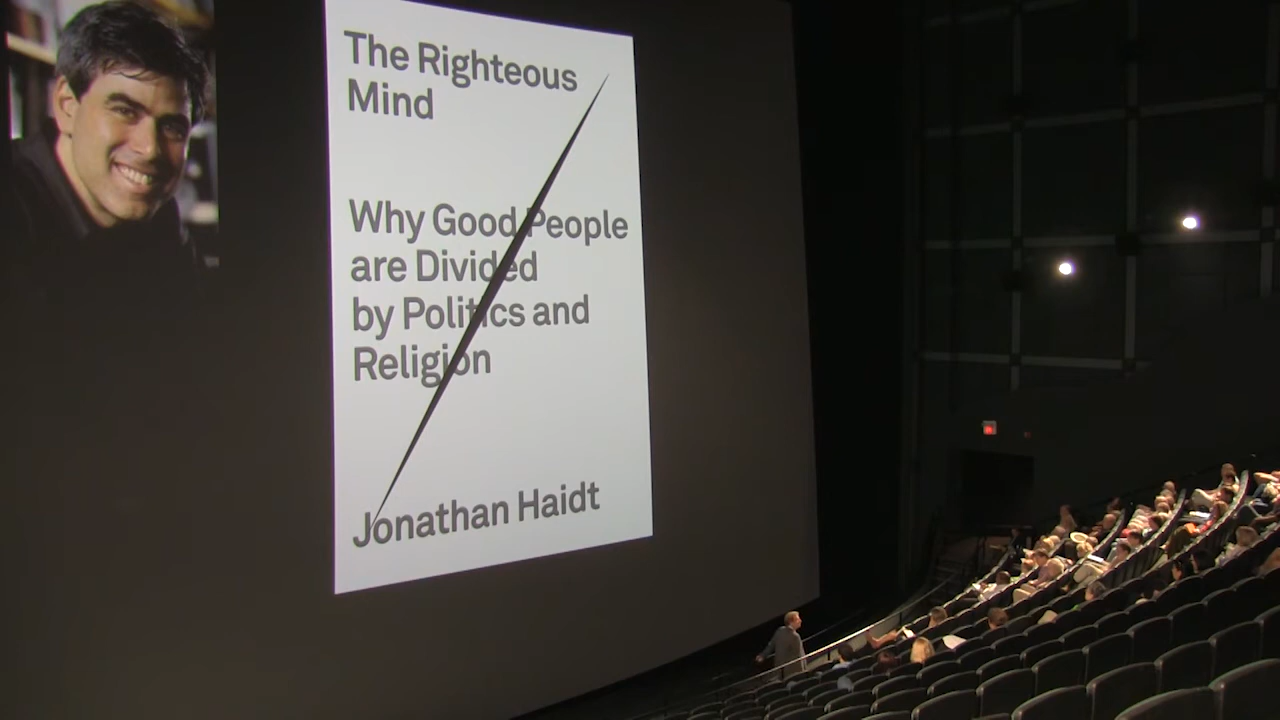 The Righteous
Mind
Why Good People
are Divided
by Politics and
Religion
Jonathan Haidt